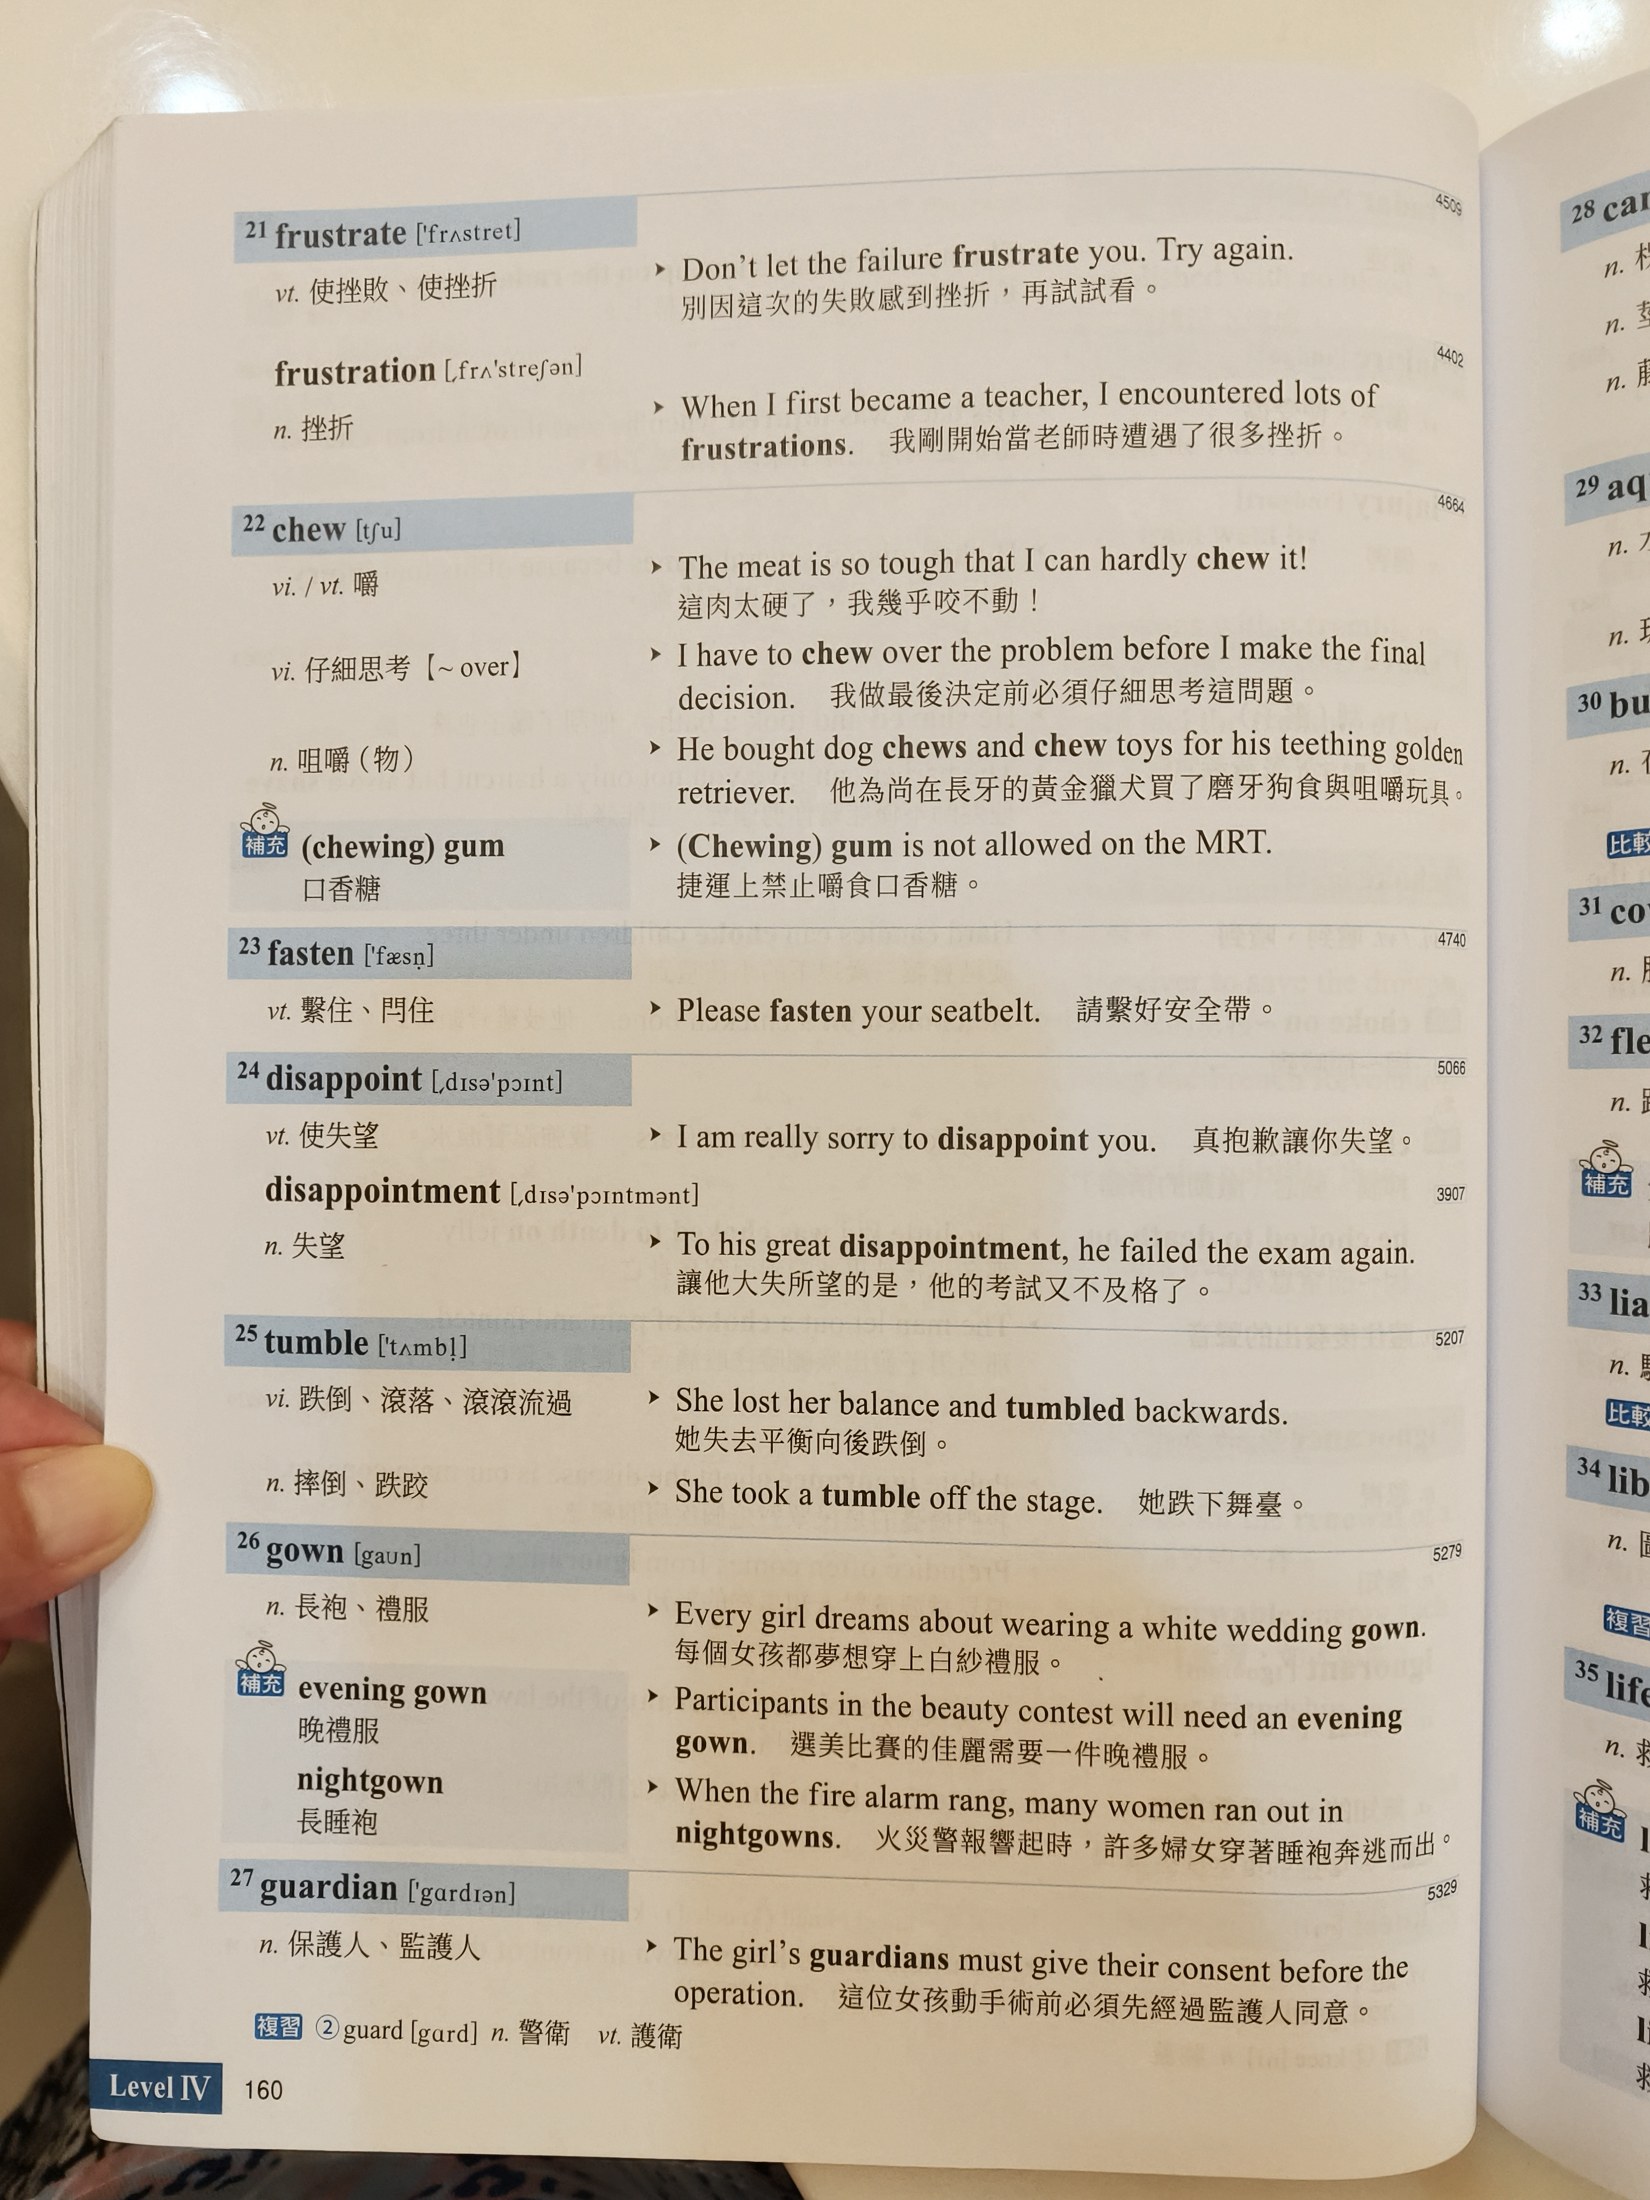 21 frustrate [ˈfrʌstret]
4509
vt. 使挫敗、使挫折
➤ Don't let the failure frustrate you. Try again.
別因這次的失敗感到挫折，再試試看。
frustration [ˌfrʌˈstreʃən]
4402
n. 挫折
➤ When I first became a teacher, I encountered lots of
frustrations. 我剛開始當老師時遭遇了很多挫折。
22 chew [tʃu]
4664
vi. / vt. 嚼
➤ The meat is so tough that I can hardly chew it!
這肉太硬了，我幾乎咬不動！
vi. 仔細思考【~ over】
➤ I have to chew over the problem before I make the final
decision. 我做最後決定前必須仔細思考這問題。
n. 咀嚼（物）
➤ He bought dog chews and chew toys for his teething golden
retriever. 他為尚在長牙的黃金獵犬買了磨牙狗食與咀嚼玩具。
補充 (chewing) gum
口香糖
➤ (Chewing) gum is not allowed on the MRT.
捷運上禁止嚼食口香糖。
23 fasten [ˈfæsn̩]
4740
vt. 繫住、閂住
➤ Please fasten your seatbelt. 請繫好安全帶。
24 disappoint [ˌdɪsəˈpɔɪnt]
5066
vt. 使失望
➤ I am really sorry to disappoint you. 真抱歉讓你失望。
disappointment [ˌdɪsəˈpɔɪntmənt]
3907
n. 失望
➤ To his great disappointment, he failed the exam again.
讓他大失所望的是，他的考試又不及格了。
25 tumble [ˈtʌmbl̩]
5207
vi. 跌倒、滾落、滾滾流過
➤ She lost her balance and tumbled backwards.
她失去平衡向後跌倒。
n. 摔倒、跌跤
➤ She took a tumble off the stage. 她跌下舞臺。
26 gown [gaʊn]
5279
n. 長袍、禮服
➤ Every girl dreams about wearing a white wedding gown.
每個女孩都夢想穿上白紗禮服。
補充 evening gown
晚禮服
➤ Participants in the beauty contest will need an evening
gown. 選美比賽的佳麗需要一件晚禮服。
nightgown
長睡袍
➤ When the fire alarm rang, many women ran out in
nightgowns. 火災警報響起時，許多婦女穿著睡袍奔逃而出。
27 guardian [ˈgɑrdɪən]
5329
n. 保護人、監護人
➤ The girl's guardians must give their consent before the
operation. 這位女孩動手術前必須先經過監護人同意。
複習 ②guard [gɑrd] n. 警衛 vt. 護衛
Level IV 160
28
n.
n.
n.
29
n.
n.
30
n.
比較
31
n.
32
n.
補充
33
n.
比較
34
n.
複習
35
n.
補充